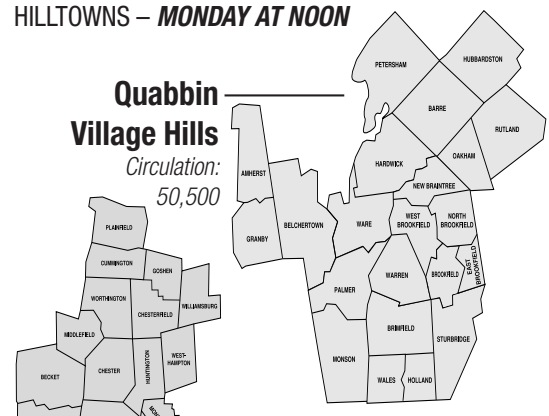 HILLTOWNS – MONDAY AT NOON
Quabbin
Village Hills
Circulation:
50,500
PETERSHAM
HUBBARDSTON
BARRE
RUTLAND
HARDWICK
OAKHAM
AMHERST
NEW BRAINTREE
GRANBY
BELCHERTOWN
WARE
WEST
BROOKFIELD
NORTH
BROOKFIELD
PALMER
WARREN
BROOKFIELD
EAST
BROOKFIELD
MONSON
BRIMFIELD
STURBRIDGE
WALES
HOLLAND
PLAINFIELD
CUMMINGTON
GOSHEN
WORTHINGTON
CHESTERFIELD
WILLIAMSBURG
MIDDLEFIELD
BECKET
CHESTER
HUNTINGTON
WEST-
HAMPTON